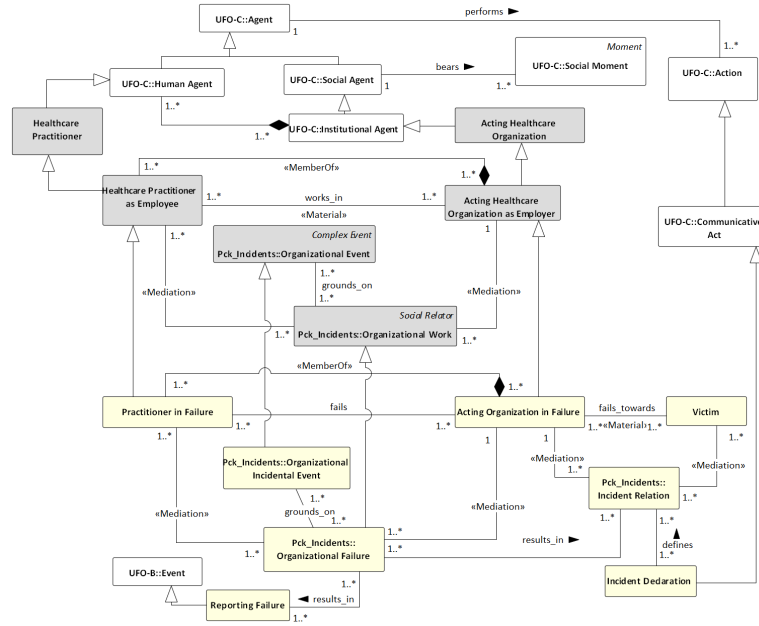 performs
UFO-C::Agent
1
1..*
Moment
UFO-C::Social Moment
bears
1
1..*
UFO-C::Human Agent
UFO-C::Social Agent
UFO-C::Action
1..*
1..*
UFO-C::Institutional Agent
Healthcare
Practitioner
Acting Healthcare
Organization
1..*
«MemberOf»
1..*
Healthcare Practitioner
as Employee
1..*
works_in
1..*
«Material»
Acting Healthcare
Organization as Employer
1..*
1
UFO-C::Communicative
Act
Complex Event
Pck_Incidents::Organizational Event
1..*
grounds_on
1..*
«Mediation»
«Mediation»
Social Relator
Pck_Incidents::Organizational Work
1..*
1..*
«MemberOf»
1..*
1..*
Practitioner in Failure
fails
Acting Organization in Failure
fails_towards
Victim
1..*
1..*
1..*
1
1
1..*
«Material»
1..*
1..*
Pck_Incidents::Organizational
Incidental Event
«Mediation»
1..*
«Mediation»
Pck_Incidents::
Incident Relation
1..*
1..*
1..*
grounds_on
1..*
«Mediation»
«Mediation»
1..*
1..*
Pck_Incidents::
Organizational Failure
1..*
1..*
results_in
defines
1..*
UFO-B::Event
1..*
Incident Declaration
results_in
Reporting Failure
1..*